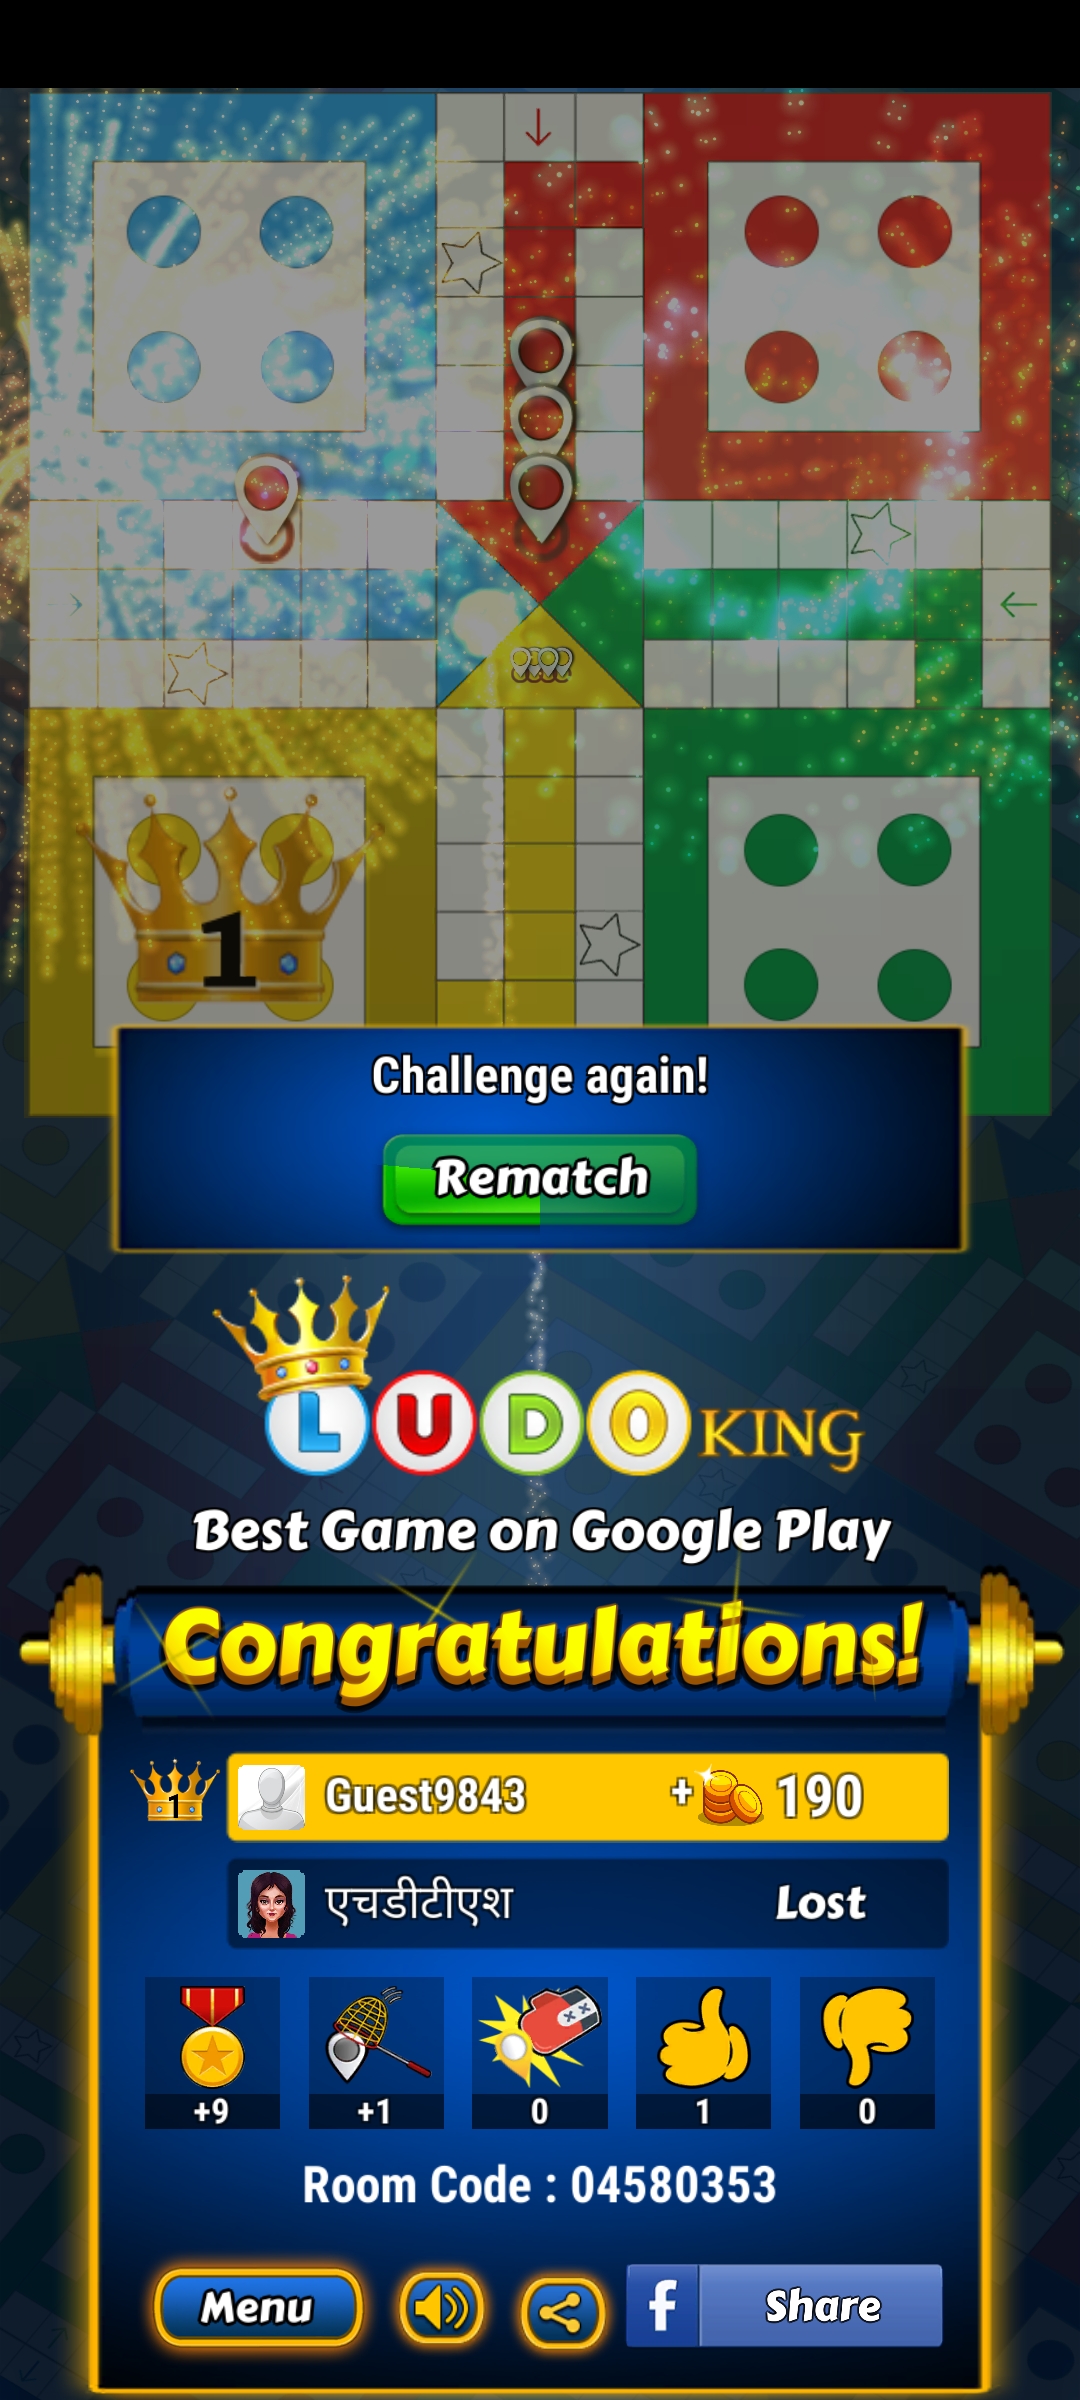 1
Challenge again!
Rematch
LUDO KING
Best Game on Google Play
Congratulations!
1 Guest9843 + 190
एचडीटीएश Lost
+9 +1 0 1 0
Room Code : 04580353
Menu f Share